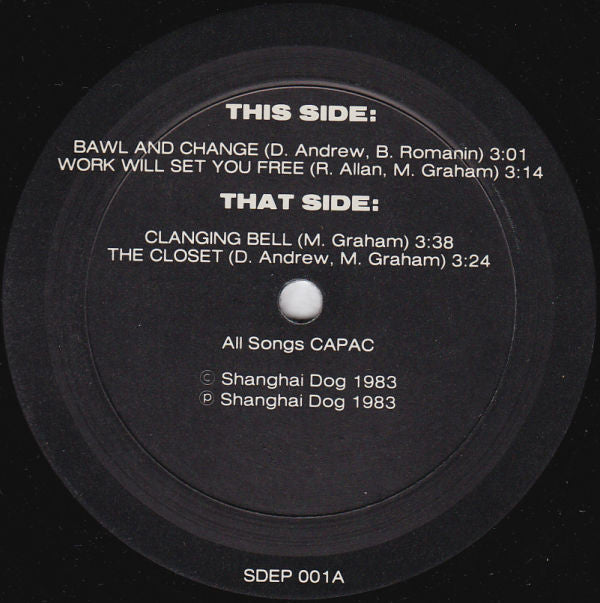 THIS SIDE:
BAWL AND CHANGE (D. Andrew, B. Romanin) 3:01
WORK WILL SET YOU FREE (R. Allan, M. Graham) 3:14
THAT SIDE:
CLANGING BELL (M. Graham) 3:38
THE CLOSET (D. Andrew, M. Graham) 3:24
All Songs CAPAC
Ⓒ Shanghai Dog 1983
Ⓟ Shanghai Dog 1983
SDEP 001A